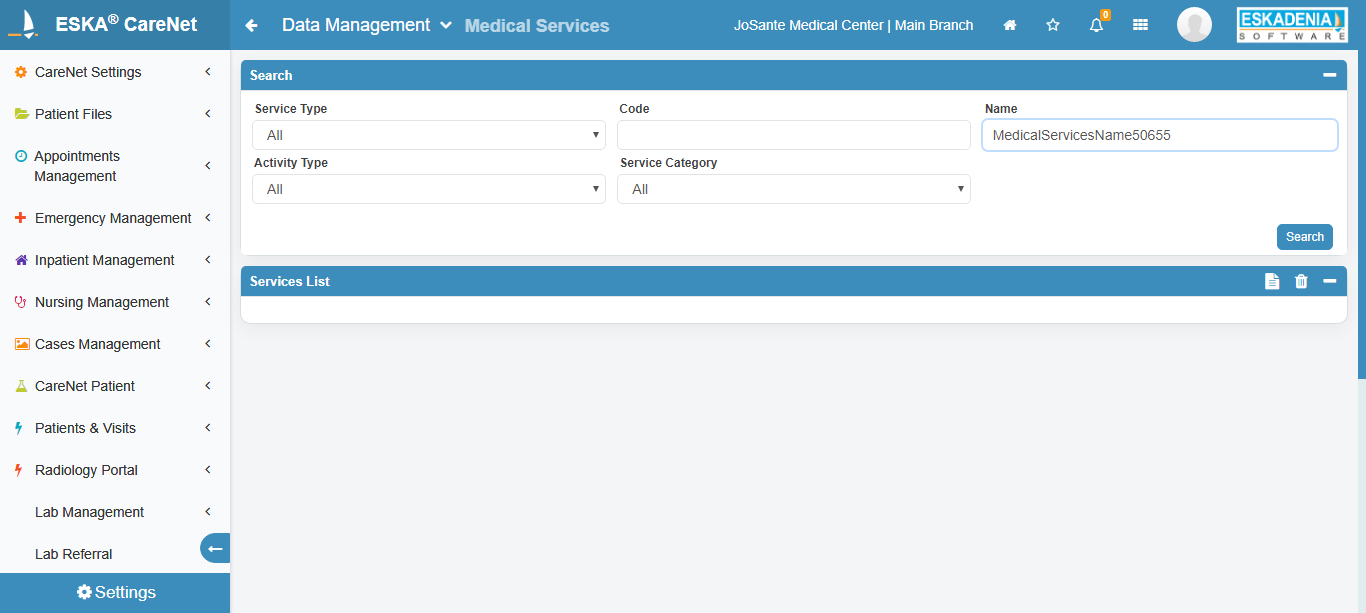 ESKA® CareNet
Data Management
Medical Services
JoSante Medical Center | Main Branch
0
ESKADENIA
SOFTWARE
CareNet Settings
Patient Files
Appointments
Management
Emergency Management
Inpatient Management
Nursing Management
Cases Management
CareNet Patient
Patients & Visits
Radiology Portal
Lab Management
Lab Referral
Settings
Search
Service Type
Code
Name
All
MedicalServicesName50655
Activity Type
Service Category
All
All
Search
Services List